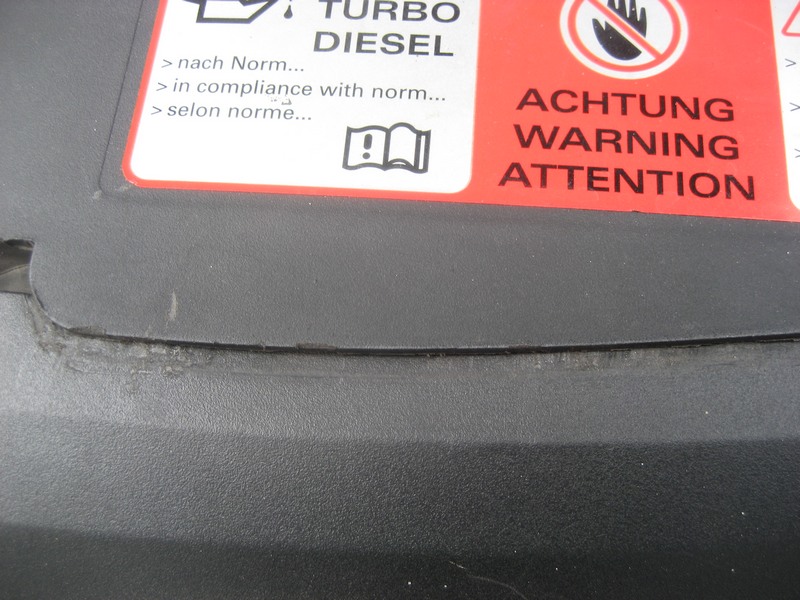 TURBO
DIESEL
> nach Norm...
> in compliance with norm...
> selon norme...
ACHTUNG
WARNING
ATTENTION
>
>
>